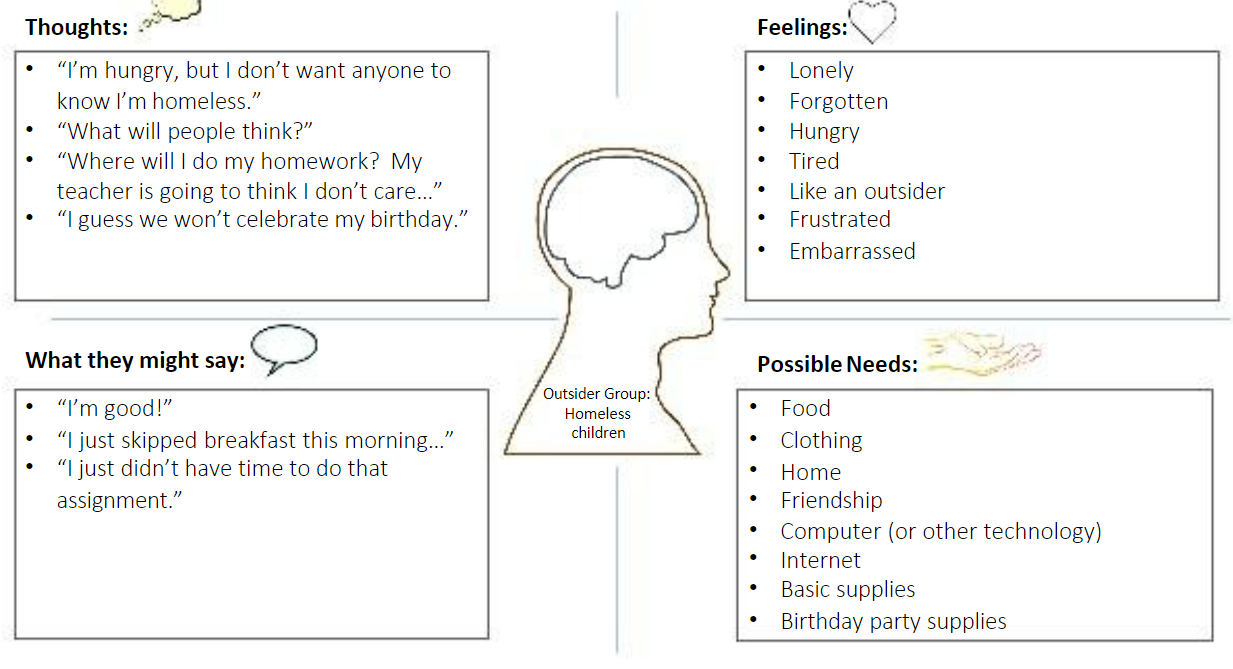 Thoughts:
• “I’m hungry, but I don’t want anyone to
know I’m homeless.”
• “What will people think?”
• “Where will I do my homework?  My
teacher is going to think I don’t care…”
• “I guess we won’t celebrate my birthday.”
Feelings:
• Lonely
• Forgotten
• Hungry
• Tired
• Like an outsider
• Frustrated
• Embarrassed
Outsider Group:
Homeless
children
What they might say:
• “I’m good!”
• “I just skipped breakfast this morning…”
• “I just didn’t have time to do that
assignment.”
Possible Needs:
• Food
• Clothing
• Home
• Friendship
• Computer (or other technology)
• Internet
• Basic supplies
• Birthday party supplies